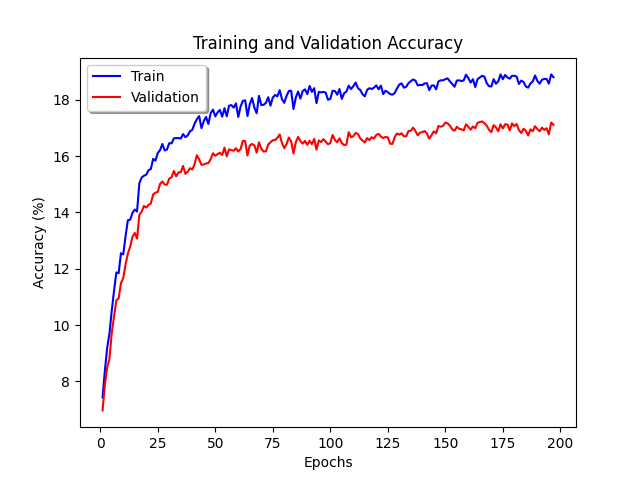 Training and Validation Accuracy
Train
Validation
Accuracy (%)
18
16
14
12
10
8
0 25 50 75 100 125 150 175 200
Epochs